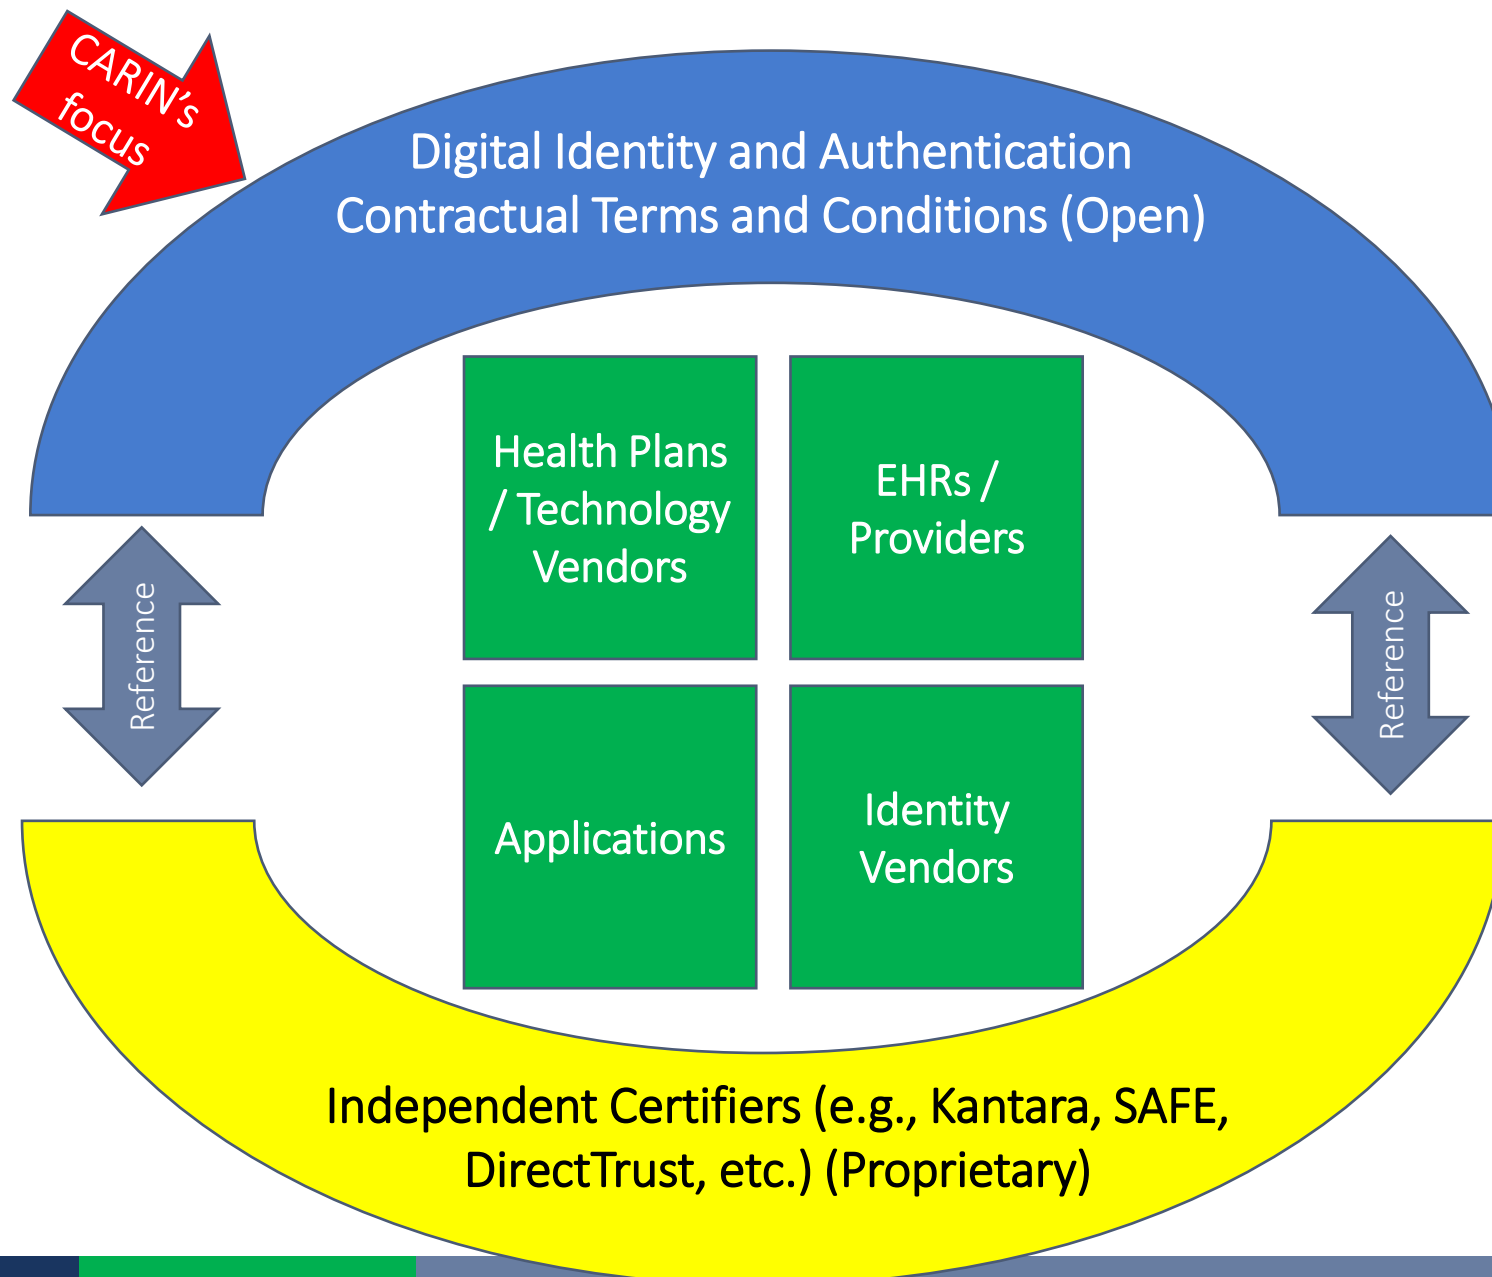 CARIN's
focus
Digital Identity and Authentication
Contractual Terms and Conditions (Open)
Health Plans
/ Technology
Vendors
EHRs /
Providers
Reference
Reference
Applications
Identity
Vendors
Independent Certifiers (e.g., Kantara, SAFE,
DirectTrust, etc.) (Proprietary)